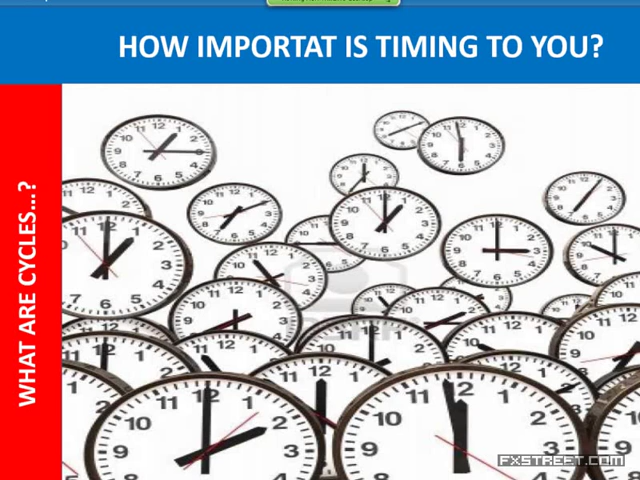 HOW IMPORTAT IS TIMING TO YOU?
WHAT ARE CYCLES...?
FXSTREET.COM